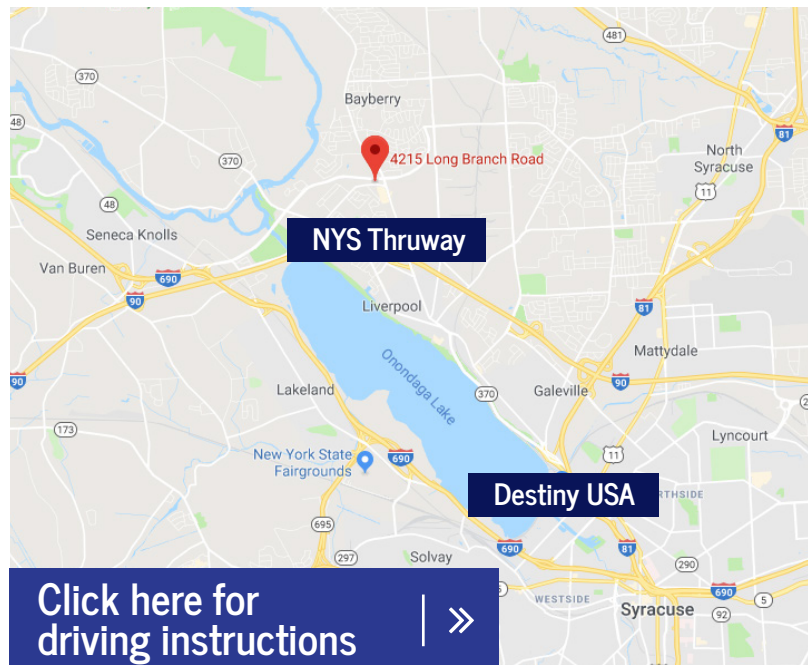 481
370
Bayberry
48
81
4215 Long Branch Road
North
Syracuse
370
11
48
NYS Thruway
Seneca Knolls
Van Buren
690
90
Liverpool
81
Mattydale
Onondaga Lake
90
90
Lakeland
370
Galeville
173
Lyncourt
New York State
Fairgrounds
690
11
Destiny USA
THSIDE
695
690
81
297
Solvay
290
Click here for
driving instructions
WESTSIDE
690
5
Syracuse
92